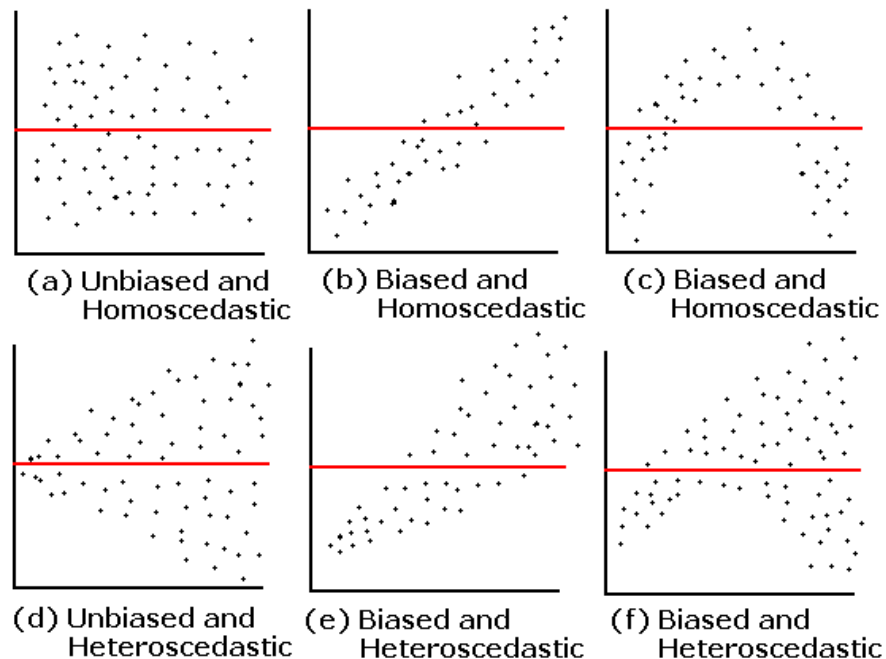 (a) Unbiased and
Homoscedastic
(b) Biased and
Homoscedastic
(c) Biased and
Homoscedastic
(d) Unbiased and
Heteroscedastic
(e) Biased and
Heteroscedastic
(f) Biased and
Heteroscedastic